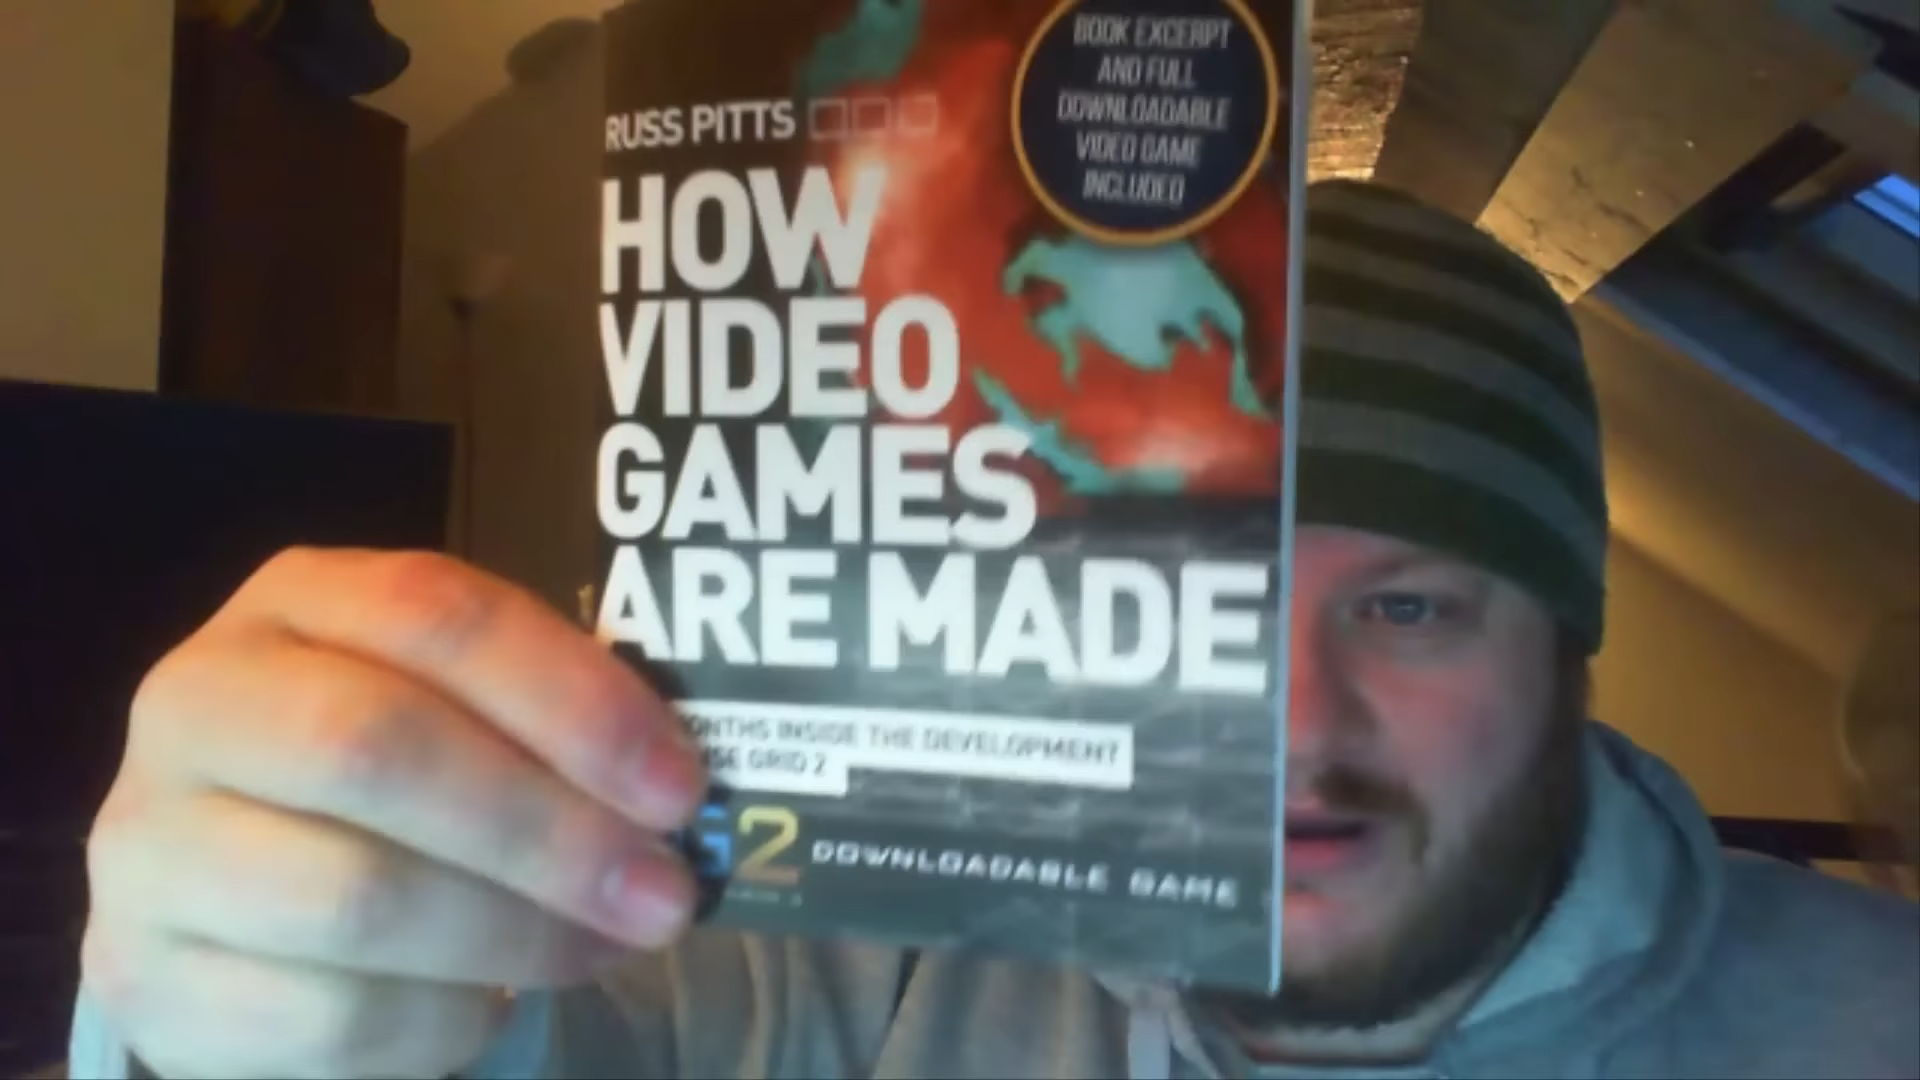 BOOK EXCERPT
AND FULL
DOWNLOADABLE
VIDEO GAME
INCLUDED
RUSS PITTS
HOW
VIDEO
GAMES
ARE MADE
INSIDE THE DEVELOPMENT
GRID 2
2 DOWNLOADABLE GAME